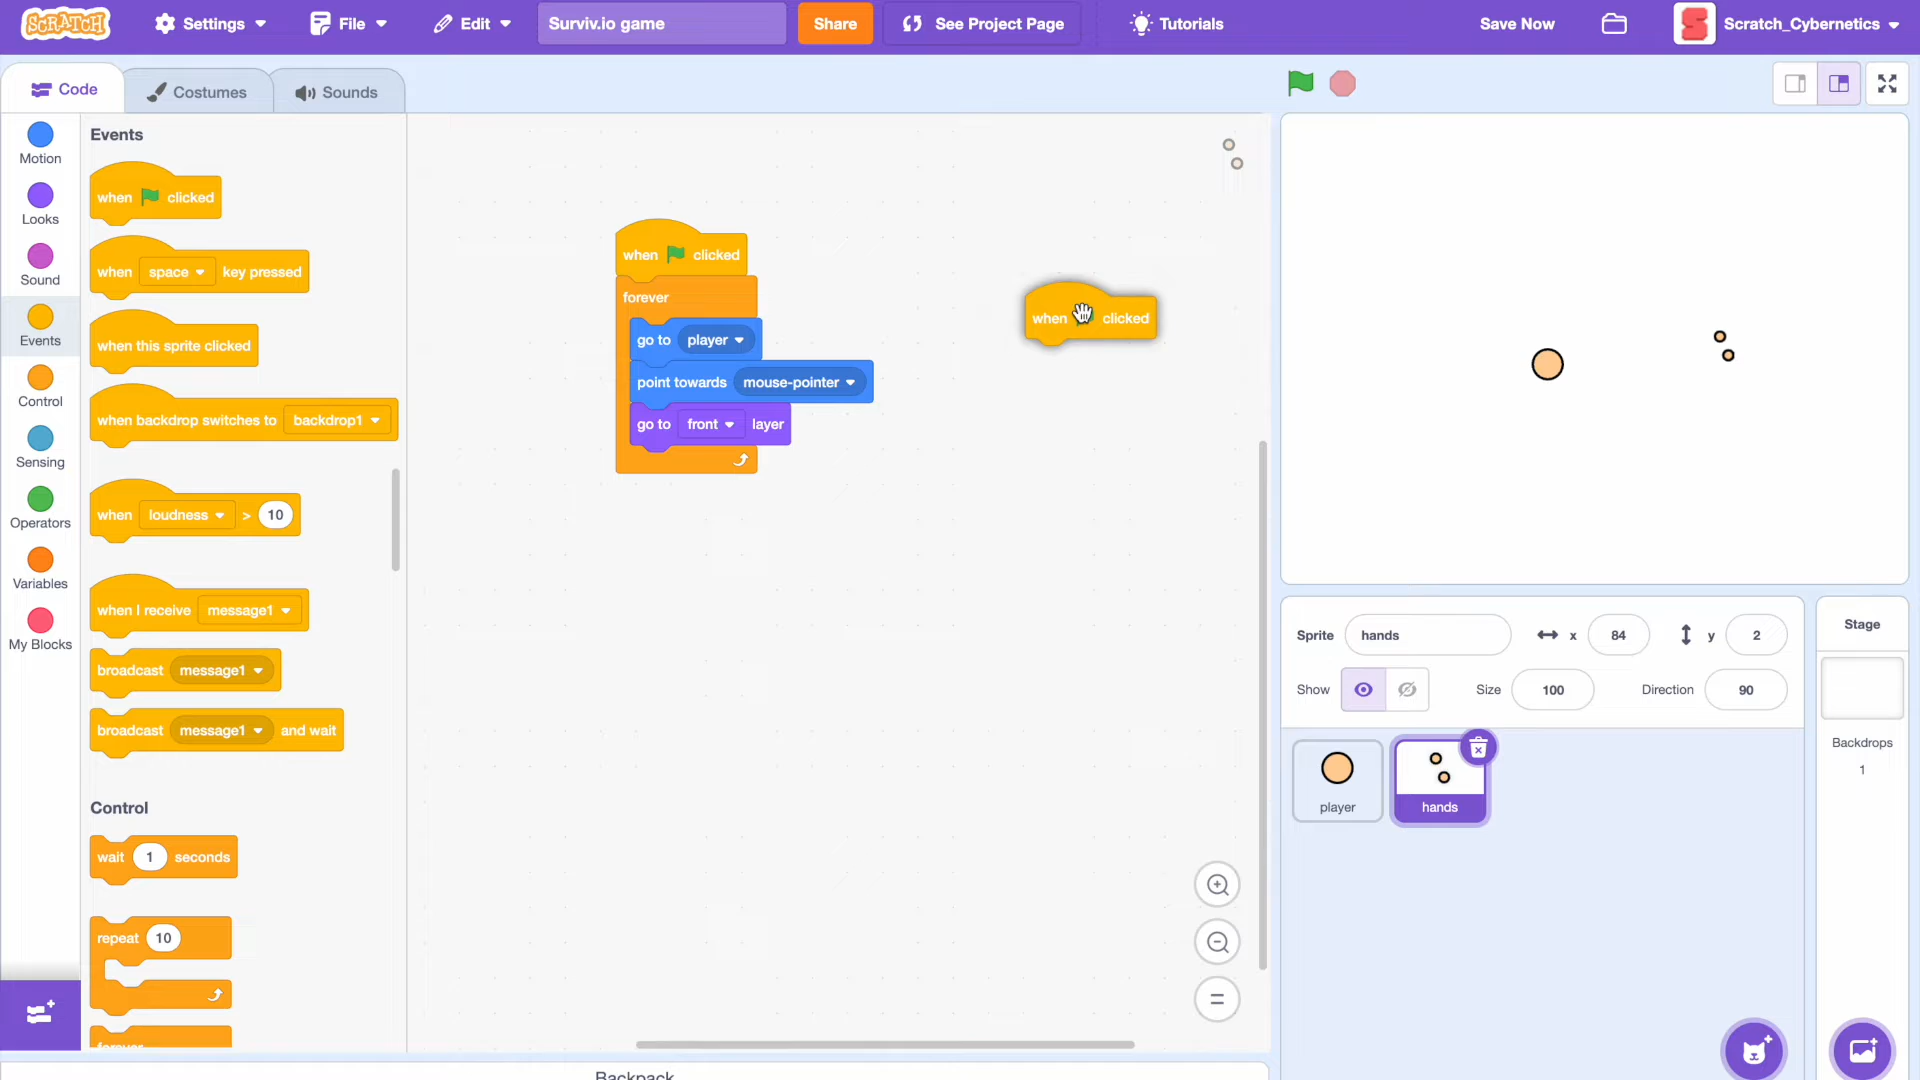 SCRATCH Settings File Edit Surviv.io game Share See Project Page Tutorials Save Now Scratch_Cybernetics
Code Costumes Sounds
Motion
Looks
Sound
Events
Control
Sensing
Operators
Variables
My Blocks
Events
when clicked
when space key pressed
when this sprite clicked
when backdrop switches to backdrop1
when loudness > 10
when I receive message1
broadcast message1
broadcast message1 and wait
Control
wait 1 seconds
repeat 10
forever
when clicked
forever
go to player
point towards mouse-pointer
go to front layer
when clicked
Sprite hands x 84 y 2
Show Size 100 Direction 90
player
hands
Stage
Backdrops
1
Backpack